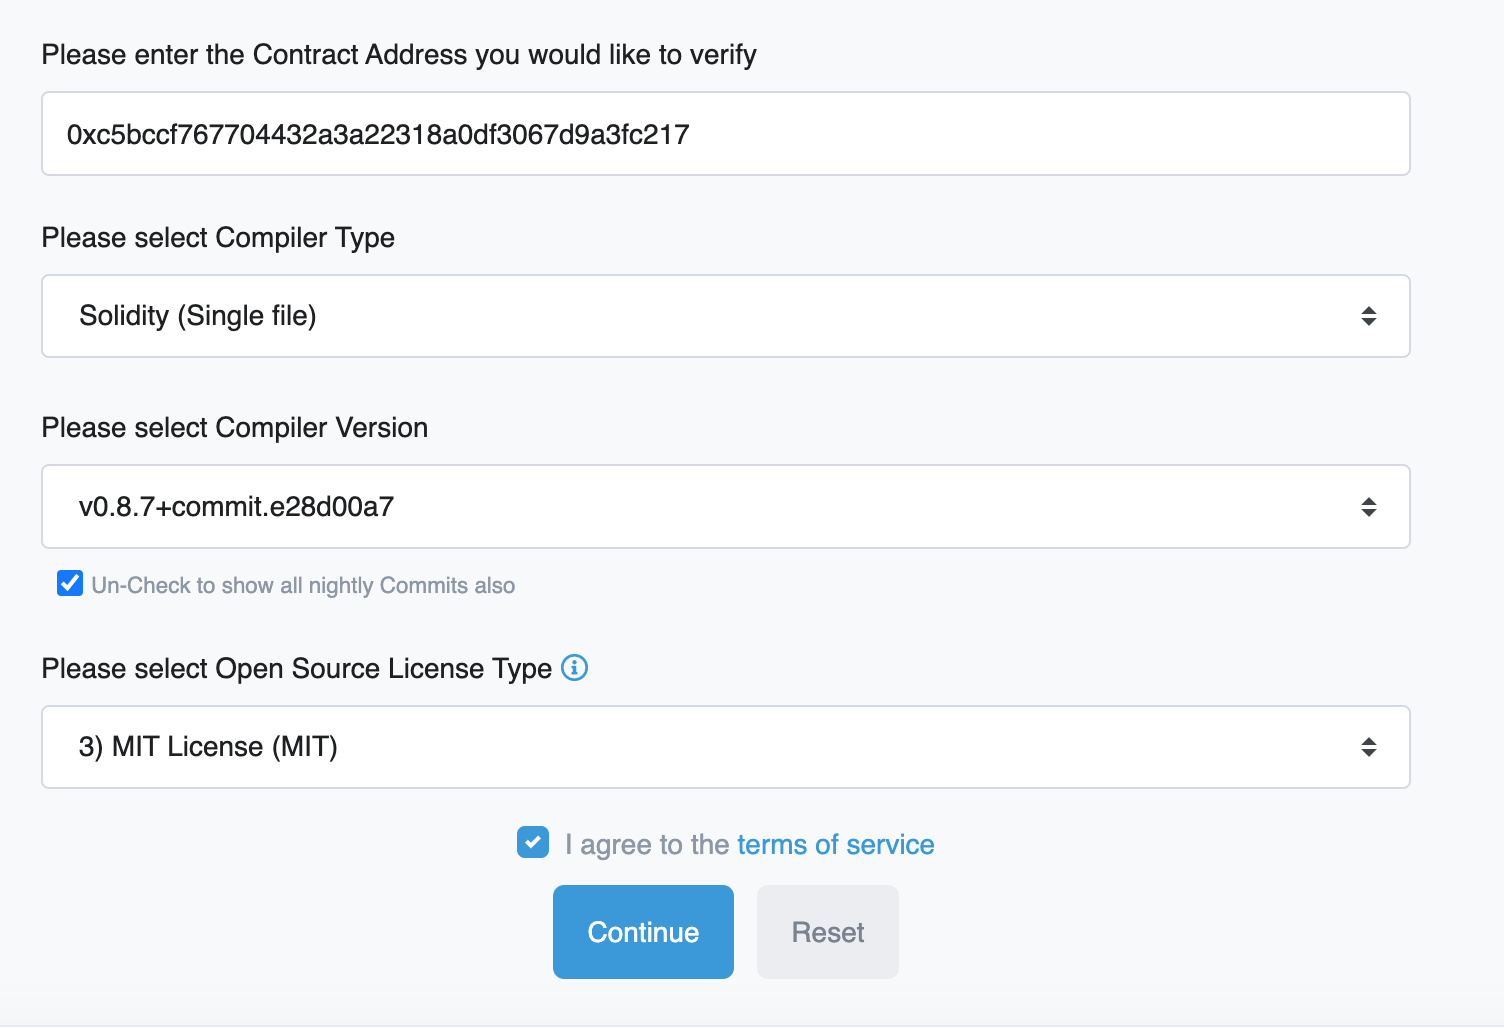 Please enter the Contract Address you would like to verify
0xc5bccf767704432a3a22318a0df3067d9a3fc217
Please select Compiler Type
Solidity (Single file)
Please select Compiler Version
v0.8.7+commit.e28d00a7
Un-Check to show all nightly Commits also
Please select Open Source License Type
3) MIT License (MIT)
I agree to the terms of service
Continue Reset